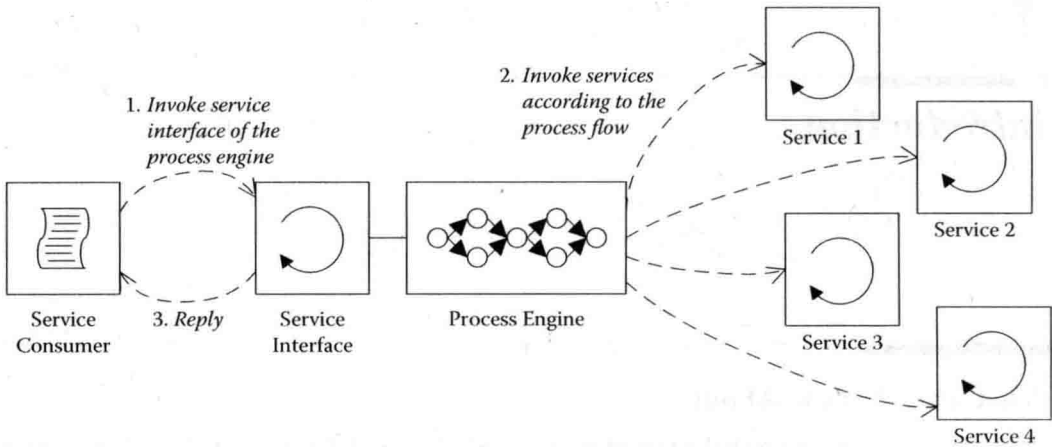 1. Invoke service
interface of the
process engine
2. Invoke services
according to the
process flow
Service 1
Service 2
Service
Consumer
3. Reply
Service
Interface
Process Engine
Service 3
Service 4